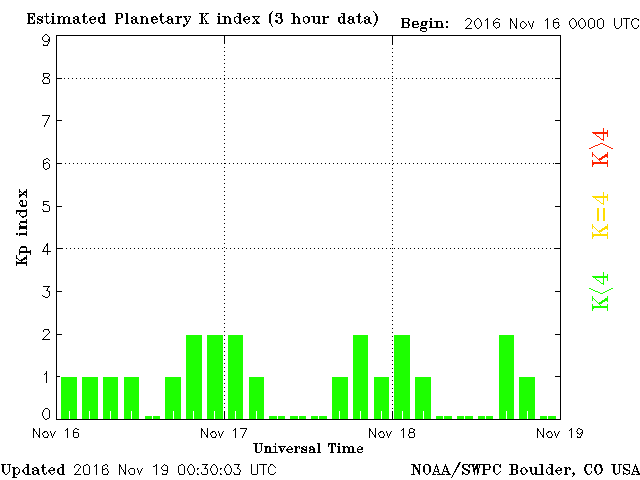 Estimated Planetary K index (3 hour data) Begin: 2016 Nov 16 0000 UTC
9
8
7
6
5
4
3
2
1
0
Kp index
K>4
K=4
K<4
Nov 16 Nov 17 Nov 18 Nov 19
Universal Time
Updated 2016 Nov 19 00:30:03 UTC NOAA/SWPC Boulder, CO USA